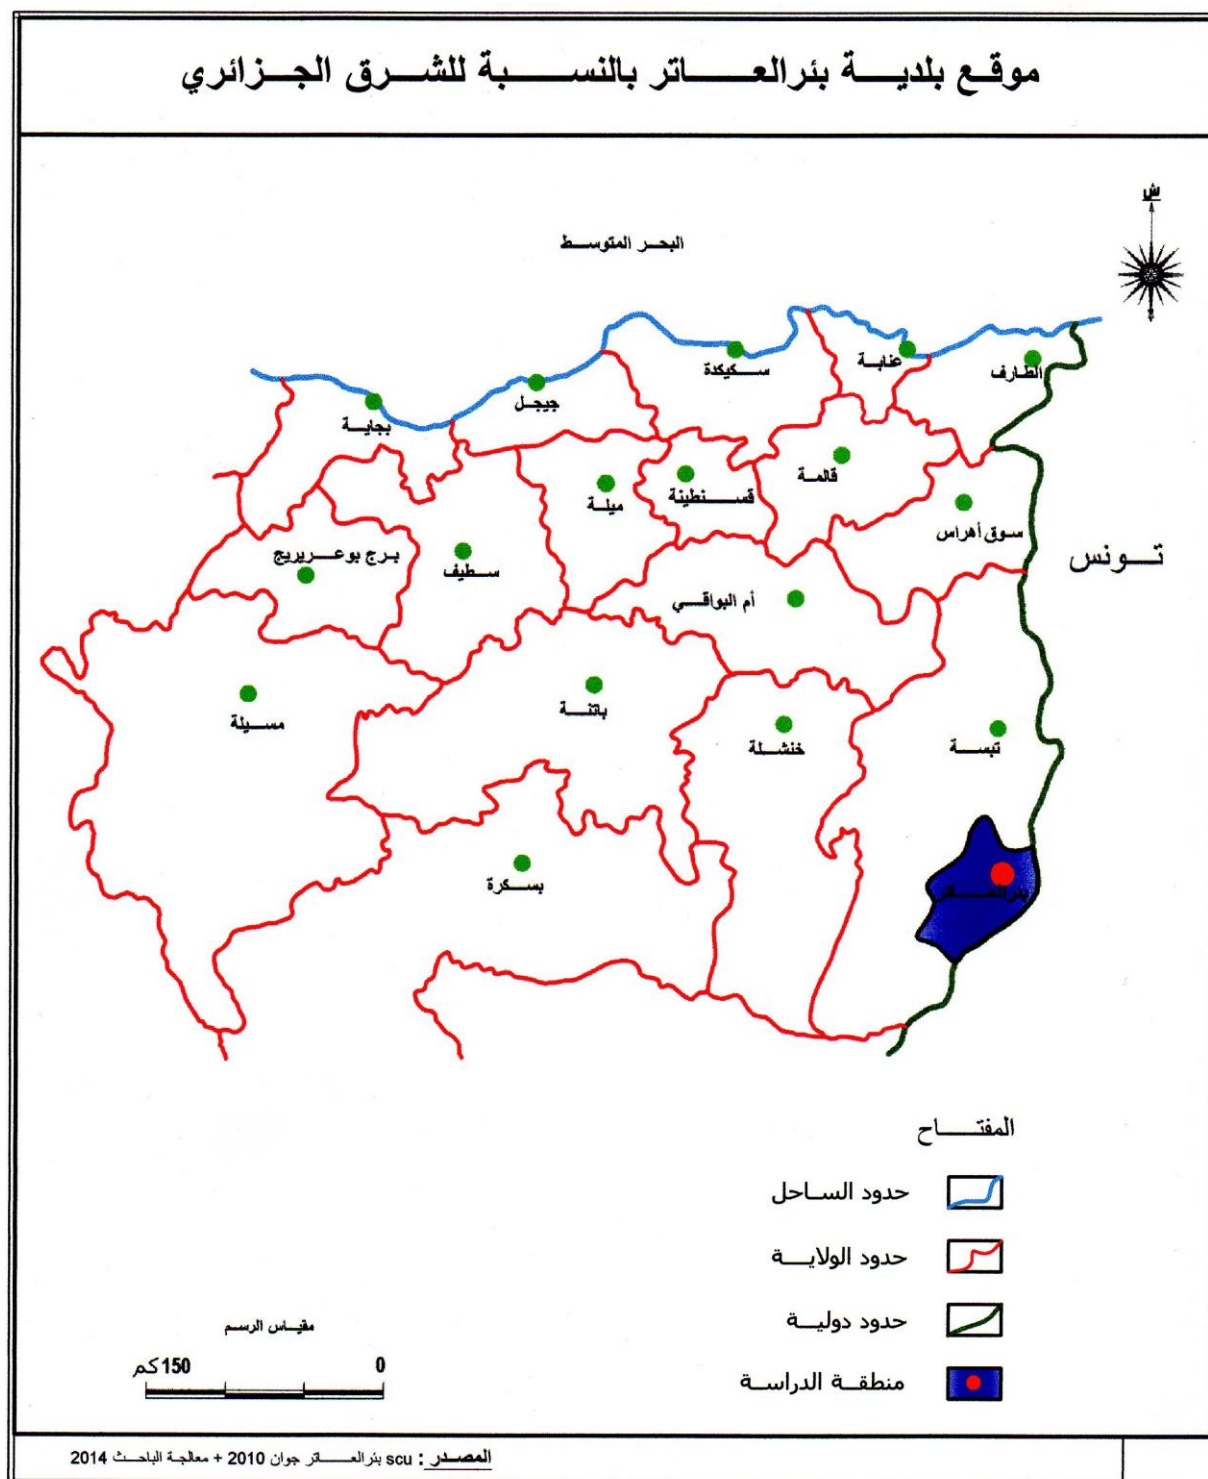 موقع بلدية بئرالعاتر بالنسبة للشرق الجزائري
ش
البحر المتوسط
عنابة
الطارف
سكيكدة
جيجل
بجاية
قالمة
قسنطينة
ميلة
سوق أهراس
تونس
برج بوعريريج
سطيف
أم البواقي
باتنة
مسيلة
خنشلة
تبسة
بسكرة
بئرالعاتر
المفتاح
حدود الساحل
حدود الولاية
حدود دولية
منطقة الدراسة
مقياس الرسم
0 150كم
المصدر : scu بئرالعاتر جوان 2010 + معالجة الباحث 2014